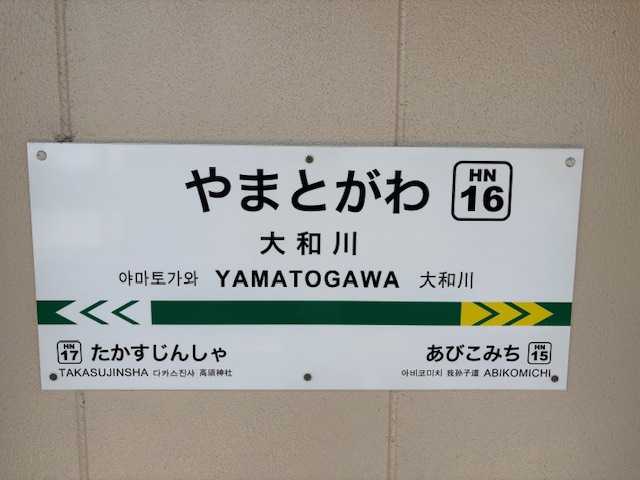 やまとがわ
HN
16
大和川
야마토가와 YAMATOGAWA 大和川
HN
17
たかすじんしゃ
TAKASUJINSHA 다카스진사 高須神社
あびこみち
HN
15
아비코미치 我孙子道 ABIKOMICHI